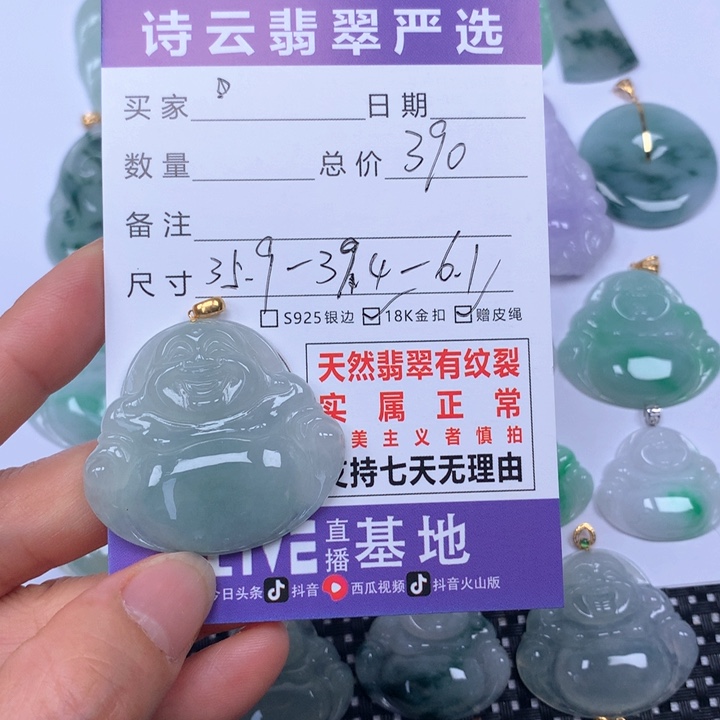 诗云翡翠严选
买家 D 日期
数量 总价 390
备注
尺寸 35.9-39.4-6.1
S925银边 18K金扣 赠皮绳
天然翡翠有纹裂
实属正常
美主义者慎拍
支持七天无理由
LIVE直播基地
今日头条 抖音 西瓜视频 抖音火山版